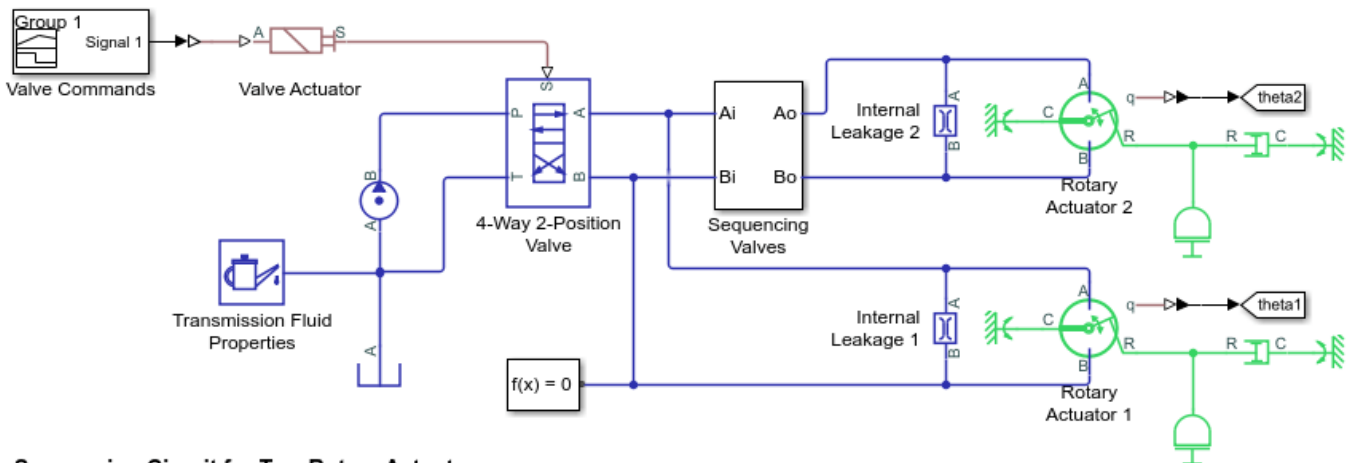 Group 1
Signal 1
Valve Commands
A
S
Valve Actuator
S
P
A
T
B
4-Way 2-Position
Valve
B
A
Transmission Fluid
Properties
A
f(x) = 0
Ai
Ao
Bi
Bo
Sequencing
Valves
Internal
Leakage 2
A
B
C
A
B
R
q
theta2
R
C
Rotary
Actuator 2
Internal
Leakage 1
A
B
C
A
B
R
q
theta1
R
C
Rotary
Actuator 1